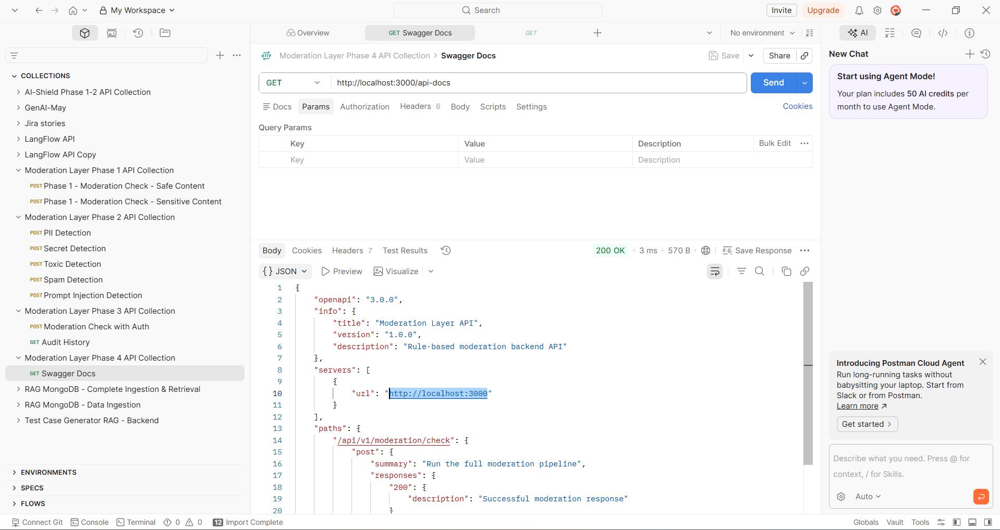 My Workspace
Search
Invite
Upgrade
Overview
GET Swagger Docs
GET
No environment
AI
COLLECTIONS
AI-Shield Phase 1-2 API Collection
GenAI-May
Jira stories
LangFlow API
LangFlow API Copy
Moderation Layer Phase 1 API Collection
POST Phase 1 - Moderation Check - Safe Content
POST Phase 1 - Moderation Check - Sensitive Content
Moderation Layer Phase 2 API Collection
POST PII Detection
POST Secret Detection
POST Toxic Detection
POST Spam Detection
POST Prompt Injection Detection
Moderation Layer Phase 3 API Collection
POST Moderation Check with Auth
GET Audit History
Moderation Layer Phase 4 API Collection
GET Swagger Docs
RAG MongoDB - Complete Ingestion & Retrieval
RAG MongoDB - Data Ingestion
Test Case Generator RAG - Backend
ENVIRONMENTS
SPECS
FLOWS
HTTP Moderation Layer Phase 4 API Collection > Swagger Docs
Save
Share
GET http://localhost:3000/api-docs
Send
Docs Params Authorization Headers 6 Body Scripts Settings
Cookies
Query Params
Key Value Description Bulk Edit
Key Value Description
Body Cookies Headers 7 Test Results
200 OK • 3 ms • 570 B • e.g. Save Response
{} JSON Preview Visualize
1 {
2 "openapi": "3.0.0",
3 "info": {
4 "title": "Moderation Layer API",
5 "version": "1.0.0",
6 "description": "Rule-based moderation backend API"
7 },
8 "servers": [
9 {
10 "url": "http://localhost:3000"
11 }
12 ],
13 "paths": {
14 "/api/v1/moderation/check": {
15 "post": {
16 "summary": "Run the full moderation pipeline",
17 "responses": {
18 "200": {
19 "description": "Successful moderation response"
20 }
New Chat
Start using Agent Mode!
Your plan includes 50 AI credits per
month to use Agent Mode.
Introducing Postman Cloud Agent
Run long-running tasks without
babysitting your laptop. Start from
Slack or from Postman.
Learn more ↗
Get started >
Describe what you need. Press @ for
context, / for Skills.
Auto
Connect Git Console Terminal 0 0 12 Import Complete
Globals Vault Tools